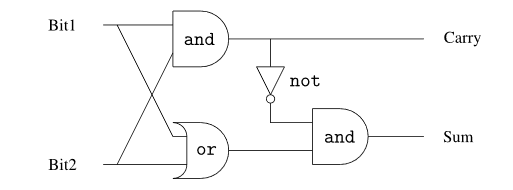 Bit1
and
Carry
not
and
Sum
or
Bit2